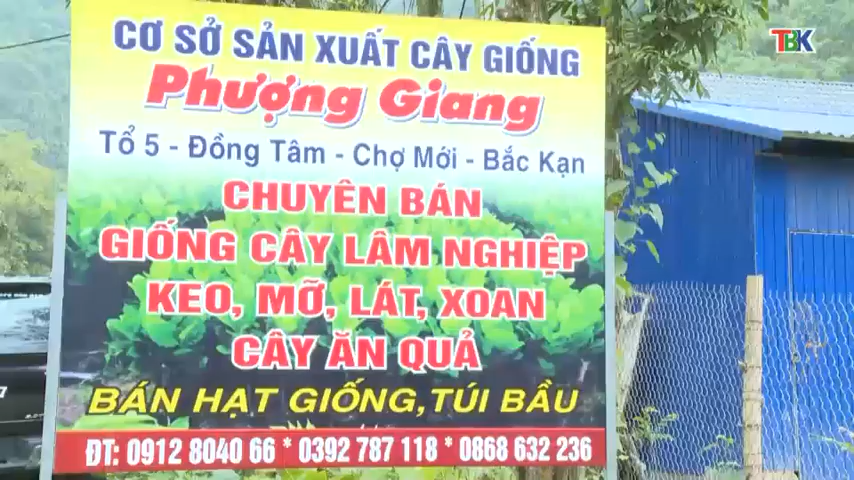 TBK
CƠ SỞ SẢN XUẤT CÂY GIỐNG
Phượng Giang
Tổ 5 - Đồng Tâm - Chợ Mới - Bắc Kạn
CHUYÊN BÁN
GIỐNG CÂY LÂM NGHIỆP
KEO, MỠ, LÁT, XOAN
CÂY ĂN QUẢ
BÁN HẠT GIỐNG,TÚI BẦU
ĐT: 0912 8040 66 * 0392 787 118 * 0868 632 236